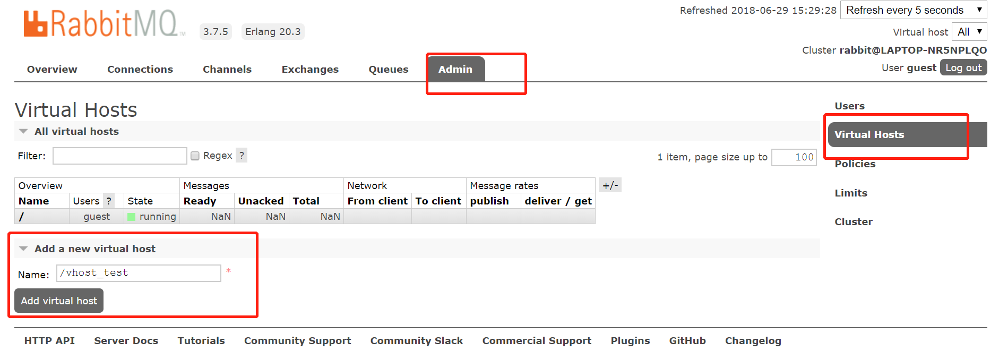 Refreshed 2018-06-29 15:29:28 Refresh every 5 seconds
RabbitMQ TM 3.7.5 Erlang 20.3
Virtual host All
Cluster rabbit@LAPTOP-NR5NPLQO
User guest Log out
Overview Connections Channels Exchanges Queues Admin
Virtual Hosts
All virtual hosts
Filter: Regex ? 1 item, page size up to 100
Overview Messages Network Message rates +/-
Name Users ? State Ready Unacked Total From client To client publish deliver / get
/ guest running NaN NaN NaN
Add a new virtual host
Name: /vhost_test *
Add virtual host
Users
Virtual Hosts
Policies
Limits
Cluster
HTTP API Server Docs Tutorials Community Support Community Slack Commercial Support Plugins GitHub Changelog